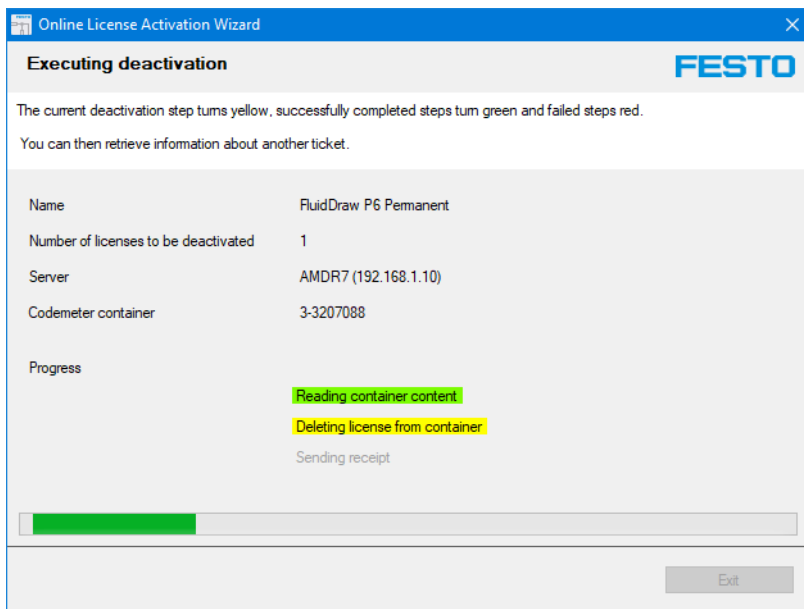 Online License Activation Wizard
Executing deactivation
FESTO
The current deactivation step turns yellow, successfully completed steps turn green and failed steps red.
You can then retrieve information about another ticket.
Name FluidDraw P6 Permanent
Number of licenses to be deactivated 1
Server AMDR7 (192.168.1.10)
Codemeter container 3-3207088
Progress
Reading container content
Deleting license from container
Sending receipt
Exit